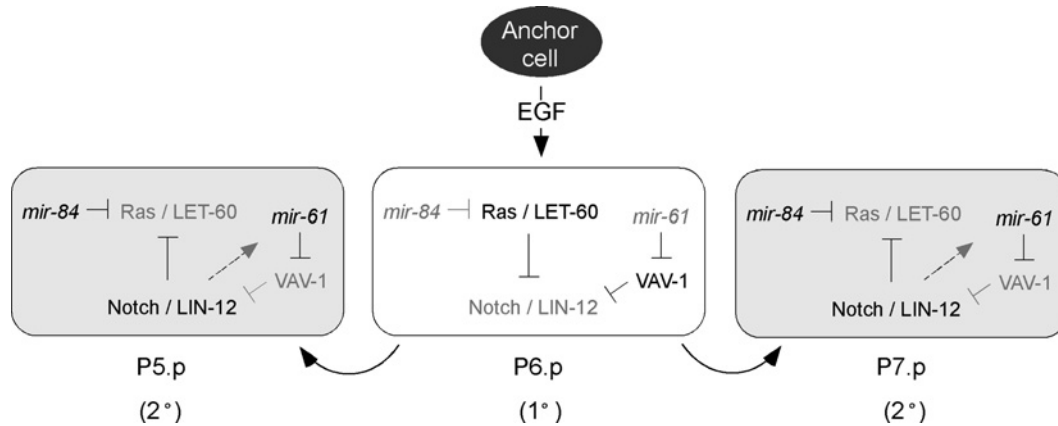 Anchor
cell
EGF
mir-84 Ras / LET-60 mir-61
VAV-1
Notch / LIN-12
P5.p
(2°)
mir-84 Ras / LET-60 mir-61
VAV-1
Notch / LIN-12
P6.p
(1°)
mir-84 Ras / LET-60 mir-61
VAV-1
Notch / LIN-12
P7.p
(2°)